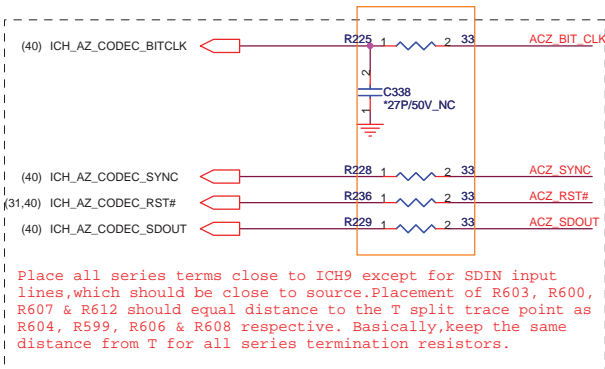 (40) ICH_AZ_CODEC_BITCLK R225 1 2 33 ACZ_BIT_CLK
2
C338
*27P/50V_NC
1
(40) ICH_AZ_CODEC_SYNC R228 1 2 33 ACZ_SYNC
(31,40) ICH_AZ_CODEC_RST# R236 1 2 33 ACZ_RST#
(40) ICH_AZ_CODEC_SDOUT R229 1 2 33 ACZ_SDOUT
Place all series terms close to ICH9 except for SDIN input
lines,which should be close to source.Placement of R603, R600,
R607 & R612 should equal distance to the T split trace point as
R604, R599, R606 & R608 respective. Basically,keep the same
distance from T for all series termination resistors.